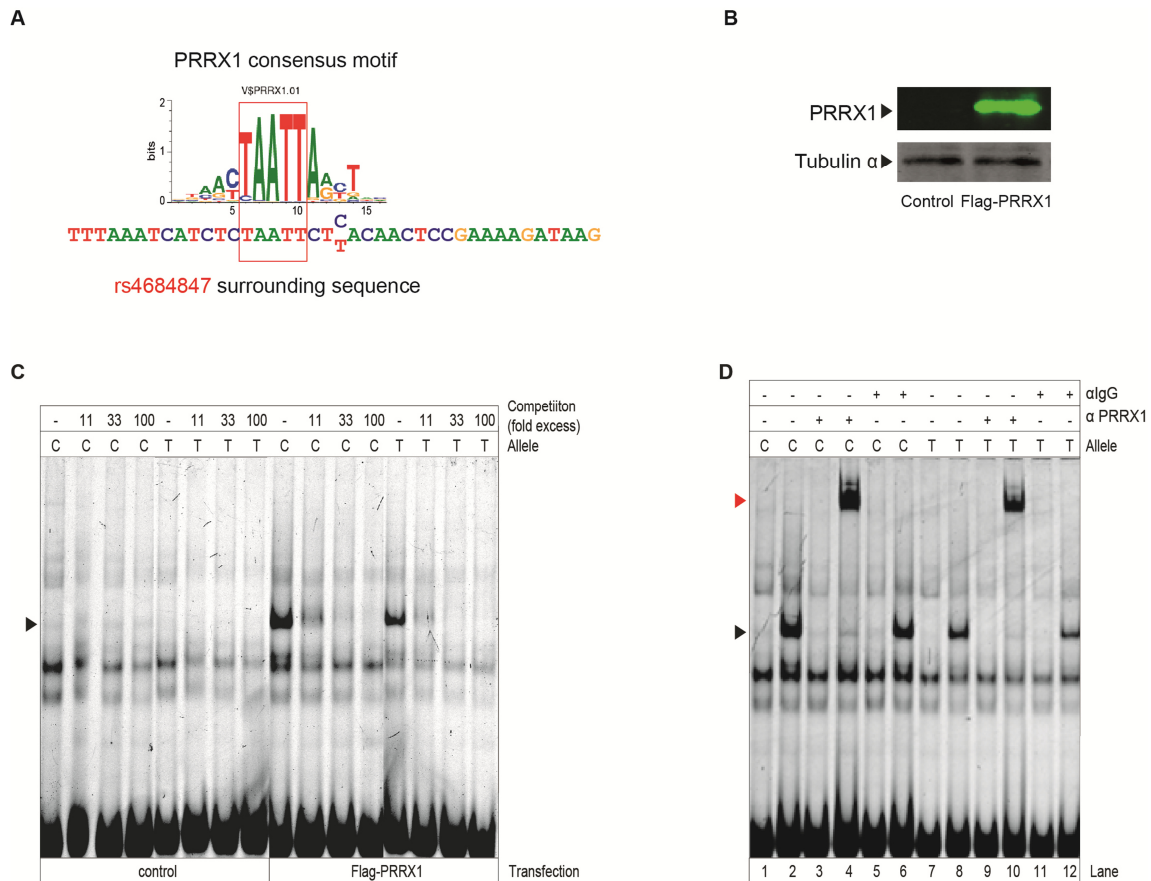 A
PRRX1 consensus motif
V$PRRX1.01
2
bits
1
0
5
10
15
TTTAAATCATCTCTAATTCT
C
T
ACAACTCCGAAAAGATAAG
rs4684847 surrounding sequence
B
PRRX1
Tubulin α
Control Flag-PRRX1
C
- 11 33 100 - 11 33 100 - 11 33 100 - 11 33 100
Competiiton
(fold excess)
C C C C T T T T C C C C T T T T Allele
control Flag-PRRX1 Transfection
D
- - - - + + - - - - + + αIgG
- - + + - - - - + + - - α PRRX1
C C C C C C T T T T T T Allele
1 2 3 4 5 6 7 8 9 10 11 12 Lane